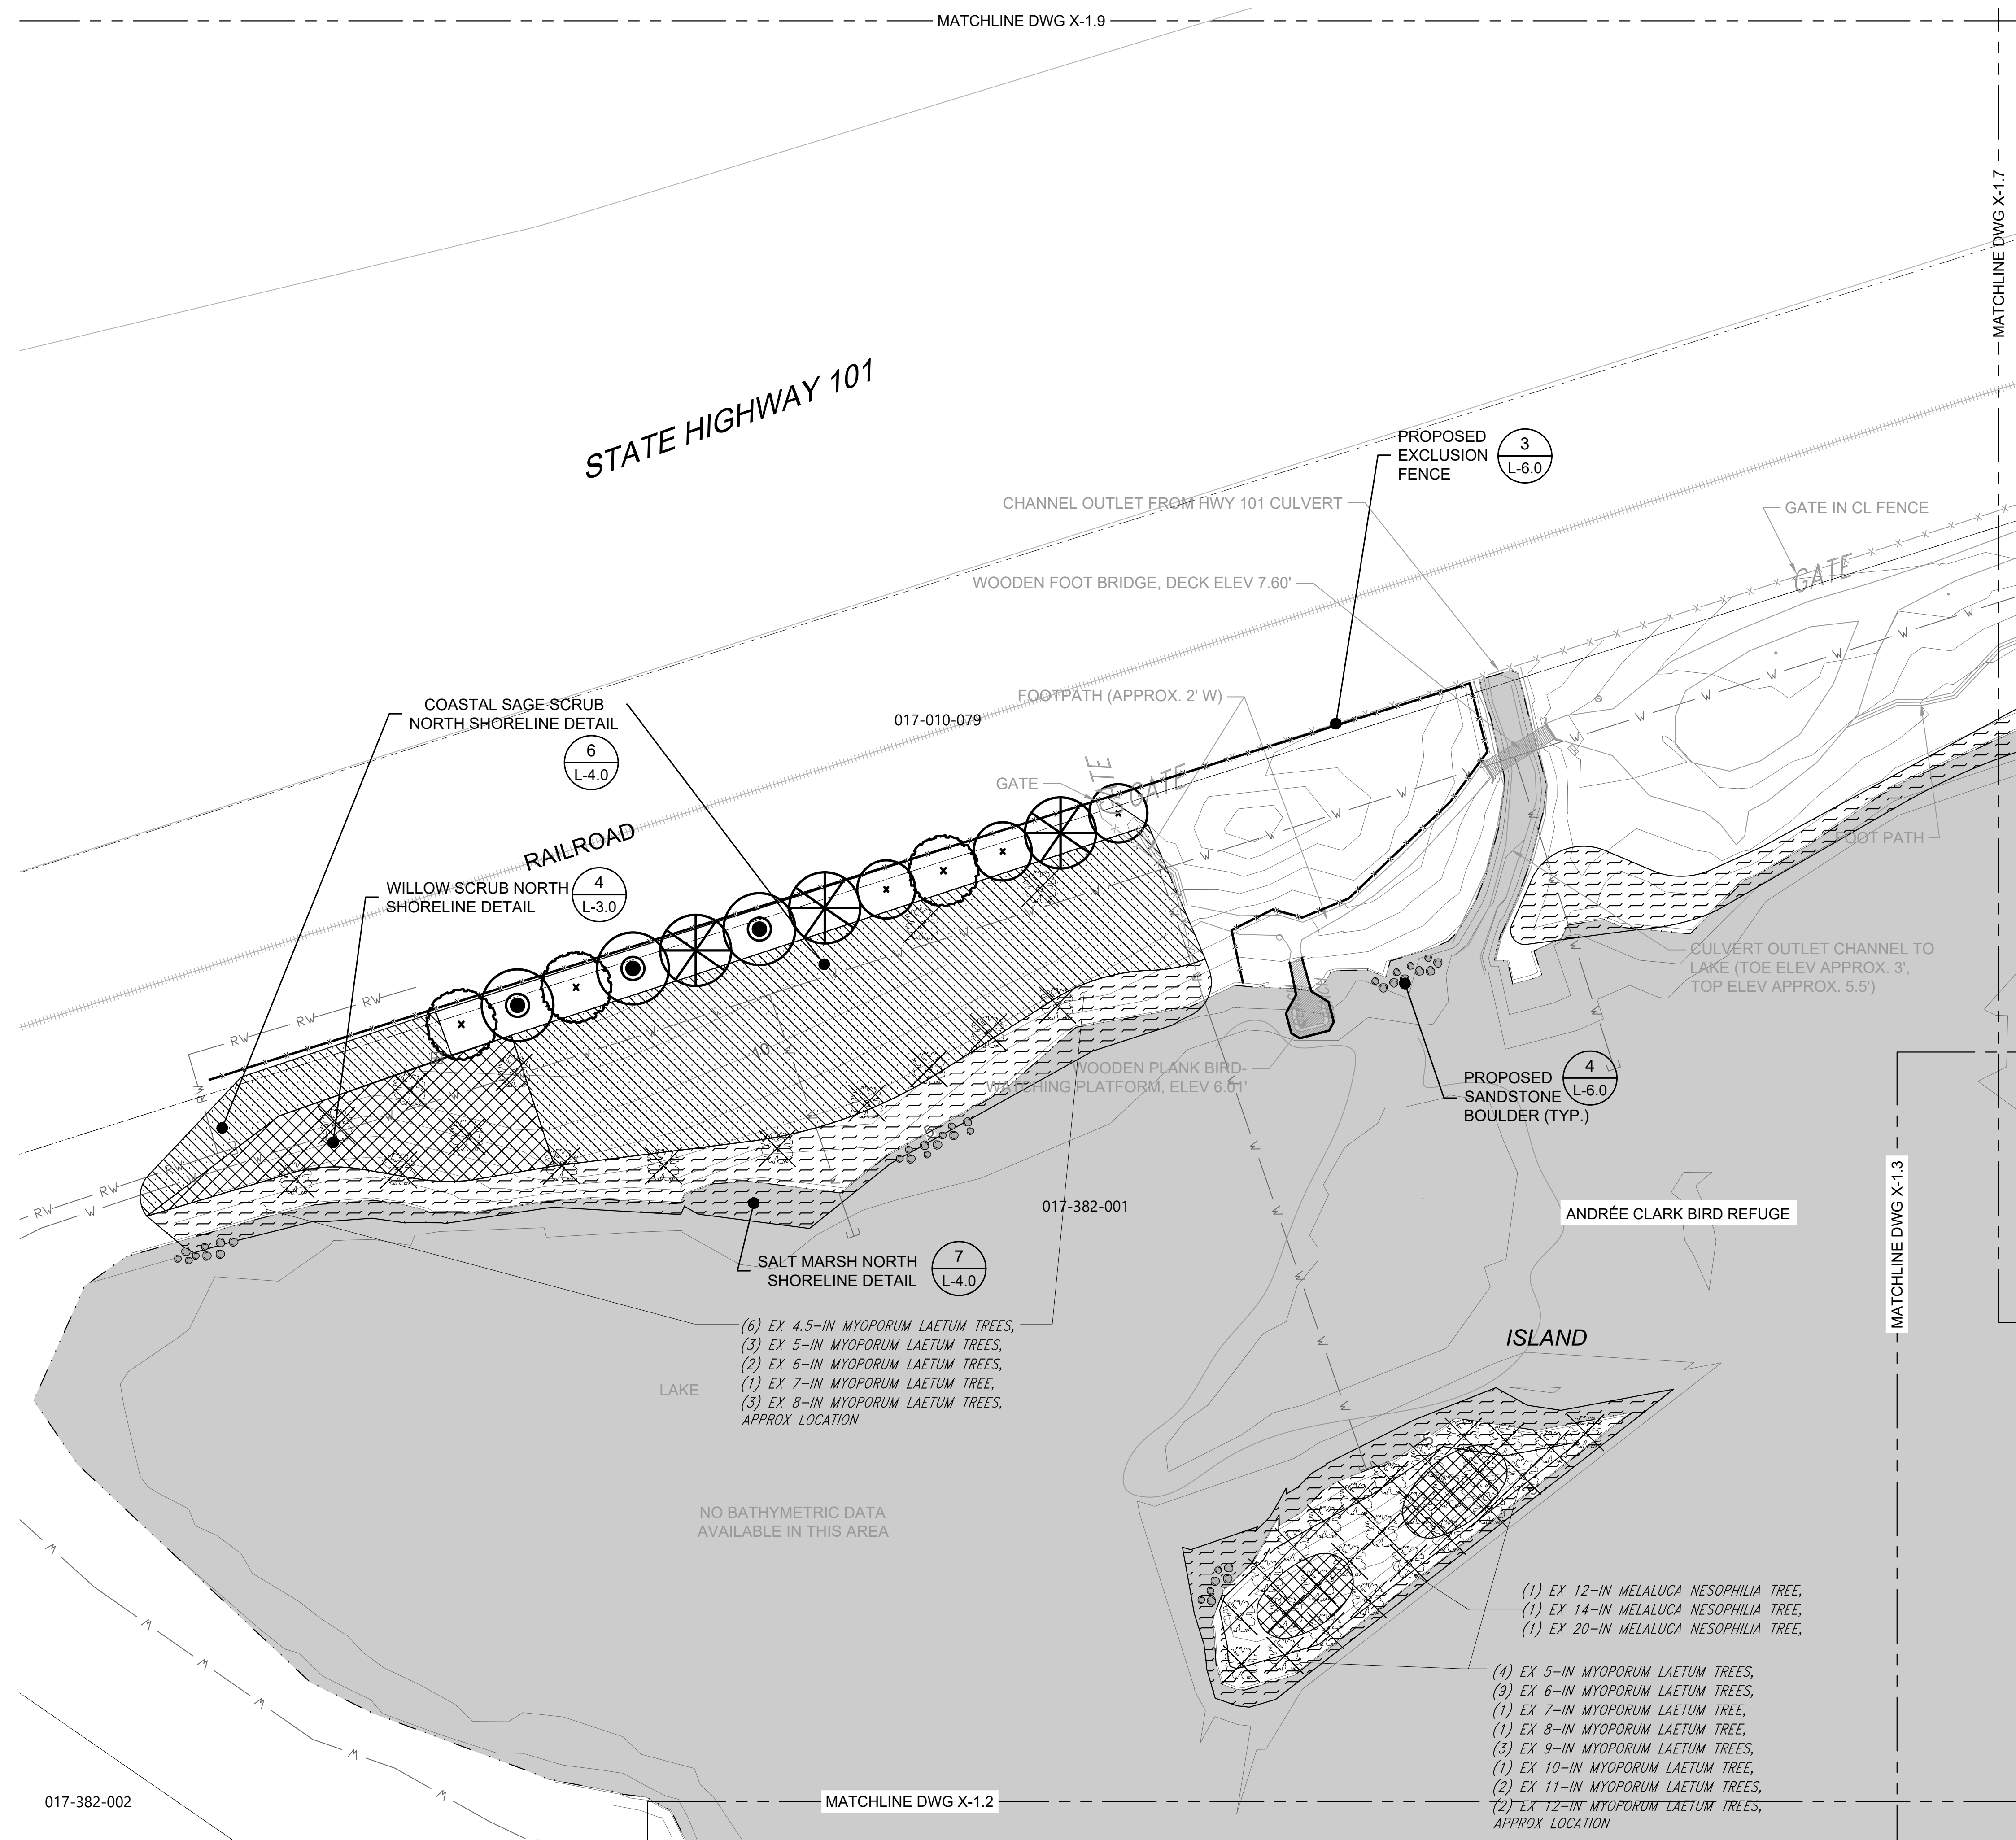 MATCHLINE DWG X-1.9
MATCHLINE DWG X-1.7
STATE HIGHWAY 101
PROPOSED
EXCLUSION
FENCE
3
L-6.0
CHANNEL OUTLET FROM HWY 101 CULVERT
GATE IN CL FENCE
GATE
WOODEN FOOT BRIDGE, DECK ELEV 7.60'
FOOTPATH (APPROX. 2' W)
COASTAL SAGE SCRUB
NORTH SHORELINE DETAIL
6
L-4.0
017-010-079
GATE
GATE
GATE
RAILROAD
FOOT PATH
WILLOW SCRUB NORTH
SHORELINE DETAIL
4
L-3.0
CULVERT OUTLET CHANNEL TO
LAKE (TOE ELEV APPROX. 3',
TOP ELEV APPROX. 5.5')
RW
RW
RW
RW
RW
RW
RW
10
WOODEN PLANK BIRD-
WATCHING PLATFORM, ELEV 6.01'
PROPOSED
SANDSTONE
BOULDER (TYP.)
4
L-6.0
017-382-001
ANDRÉE CLARK BIRD REFUGE
MATCHLINE DWG X-1.3
SALT MARSH NORTH
SHORELINE DETAIL
7
L-4.0
(6) EX 4.5-IN MYOPORUM LAETUM TREES,
(3) EX 5-IN MYOPORUM LAETUM TREES,
(2) EX 6-IN MYOPORUM LAETUM TREES,
(1) EX 7-IN MYOPORUM LAETUM TREE,
(3) EX 8-IN MYOPORUM LAETUM TREES,
APPROX LOCATION
ISLAND
LAKE
NO BATHYMETRIC DATA
AVAILABLE IN THIS AREA
(1) EX 12-IN MELALUCA NESOPHILIA TREE,
(1) EX 14-IN MELALUCA NESOPHILIA TREE,
(1) EX 20-IN MELALUCA NESOPHILIA TREE,
(4) EX 5-IN MYOPORUM LAETUM TREES,
(9) EX 6-IN MYOPORUM LAETUM TREES,
(1) EX 7-IN MYOPORUM LAETUM TREE,
(1) EX 8-IN MYOPORUM LAETUM TREE,
(3) EX 9-IN MYOPORUM LAETUM TREES,
(1) EX 10-IN MYOPORUM LAETUM TREE,
(2) EX 11-IN MYOPORUM LAETUM TREES,
(2) EX 12-IN MYOPORUM LAETUM TREES,
APPROX LOCATION
017-382-002
MATCHLINE DWG X-1.2